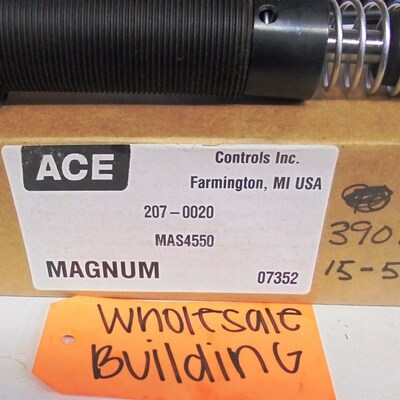 ACE
Controls Inc.
Farmington, MI USA
207-0020
MAS4550
MAGNUM
07352
390
15-5
Wholesale
Building